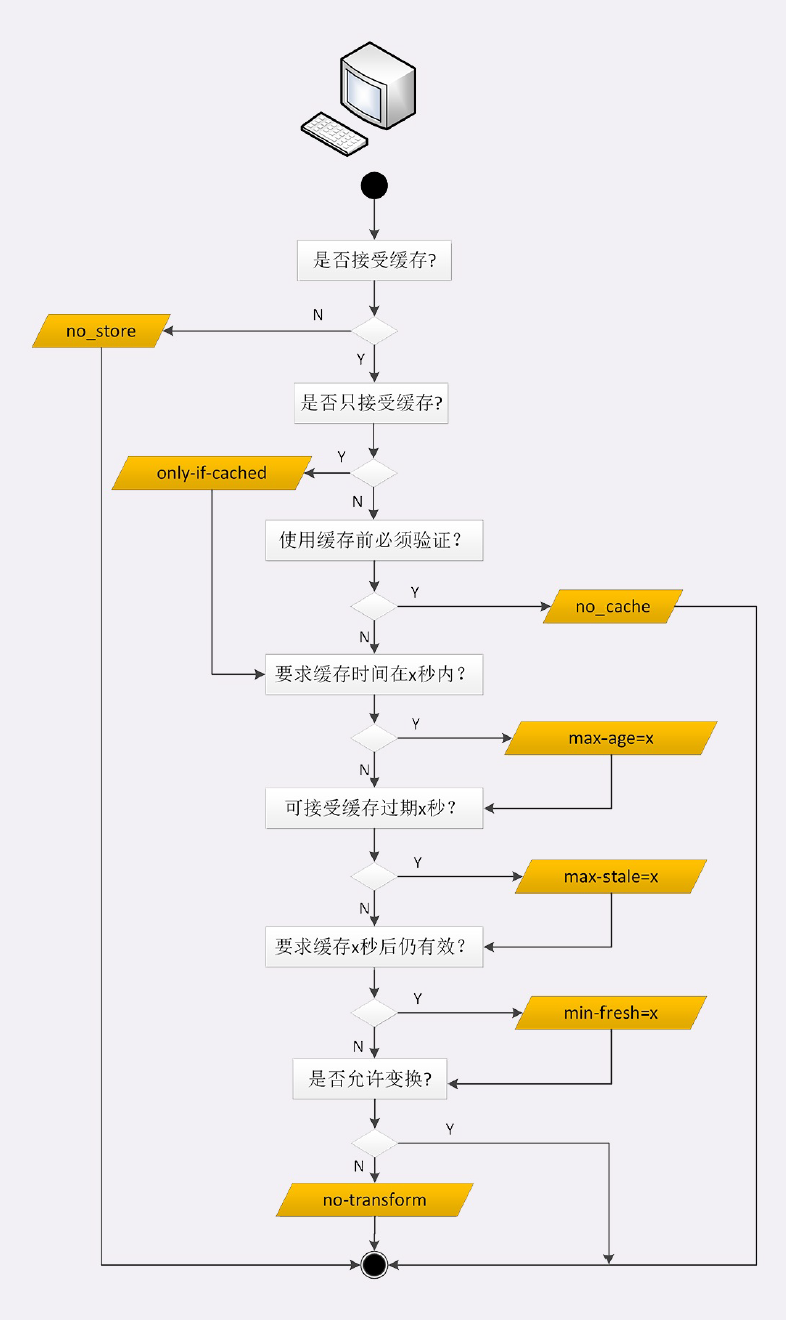 是否接受缓存?
N
no_store
Y
是否只接受缓存?
Y
only-if-cached
N
使用缓存前必须验证？
Y
no_cache
N
要求缓存时间在x秒内？
Y
max-age=x
N
可接受缓存过期x秒？
Y
max-stale=x
N
要求缓存x秒后仍有效？
Y
min-fresh=x
N
是否允许变换?
Y
N
no-transform